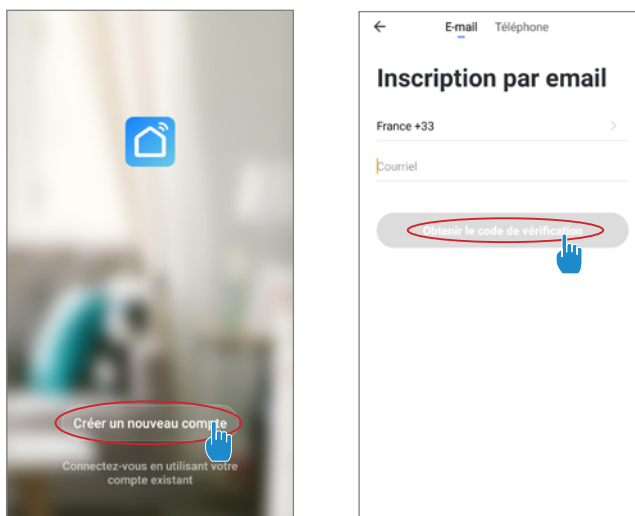 Créer un nouveau compte
Connectez-vous en utilisant votre
compte existant
E-mail Téléphone
Inscription par email
France +33
Courriel
Obtenir le code de vérification